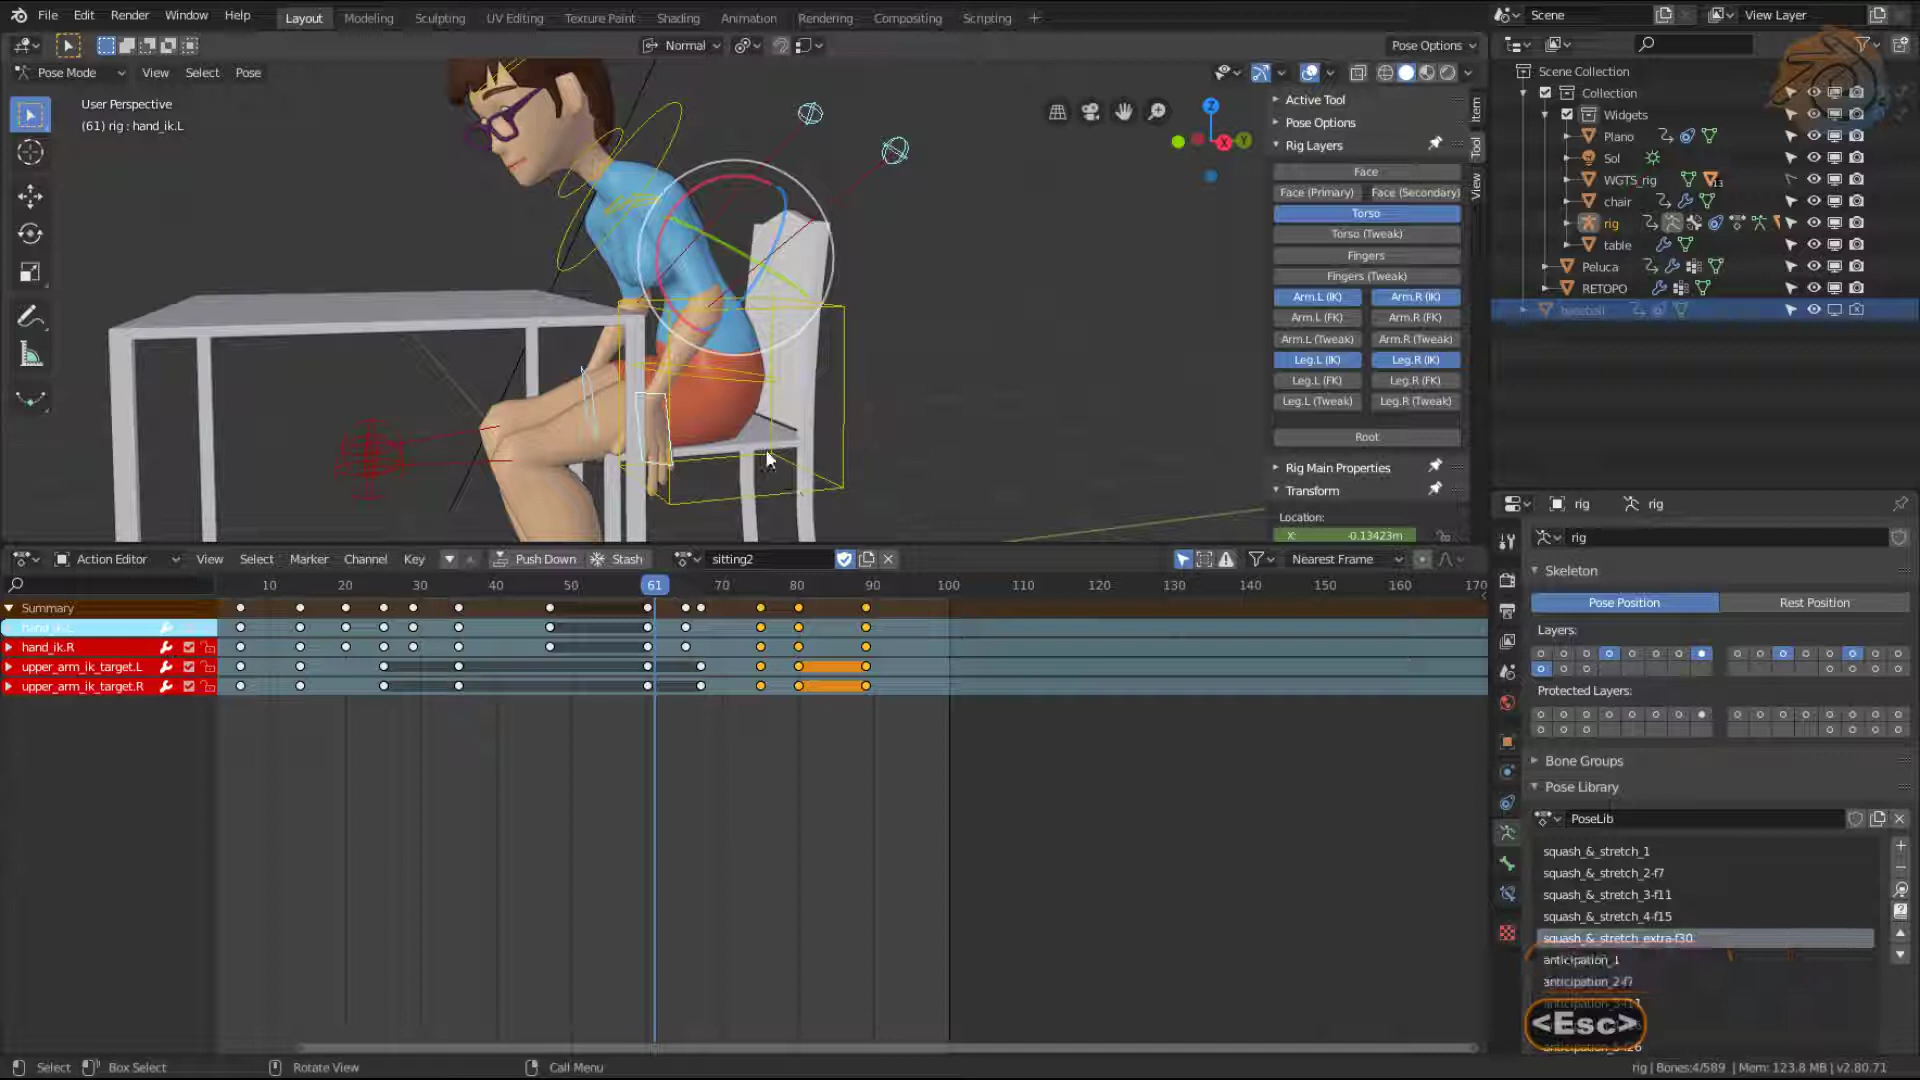 File Edit Render Window Help
Layout Modeling Sculpting UV Editing Texture Paint Shading Animation Rendering Compositing Scripting +
Scene View Layer
Normal Pose Options
Pose Mode View Select Pose
User Perspective
(61) rig : hand_ik.L
Z X Y
Active Tool
Pose Options
Rig Layers
Face
Face (Primary) Face (Secondary)
Torso
Torso (Tweak)
Fingers
Fingers (Tweak)
Arm.L (IK) Arm.R (IK)
Arm.L (FK) Arm.R (FK)
Arm.L (Tweak) Arm.R (Tweak)
Leg.L (IK) Leg.R (IK)
Leg.L (FK) Leg.R (FK)
Leg.L (Tweak) Leg.R (Tweak)
Root
Rig Main Properties
Transform
Location:
X: -0.13423m
Item
Tool
View
Scene Collection
Collection
Widgets
Plano
Sol
WGTS_rig 13
chair
rig
table
Peluca
RETOPO
Action Editor View Select Marker Channel Key Push Down Stash sitting2 Nearest Frame
10 20 30 40 50 61 70 80 90 100 110 120 130 140 150 160 170
Summary
hand_ik.L
hand_ik.R
upper_arm_ik_target.L
upper_arm_ik_target.R
rig rig
rig
Skeleton
Pose Position Rest Position
Layers:
Protected Layers:
Bone Groups
Pose Library
PoseLib
squash_&_stretch_1
squash_&_stretch_2-f7
squash_&_stretch_3-f11
squash_&_stretch_4-f15
squash_&_stretch_extra-f30
anticipation_1
anticipation_2-f7
<Esc>
Select Box Select Rotate View Call Menu
rig | Bones:4/589 | Mem: 123.8 MB | v2.80.71